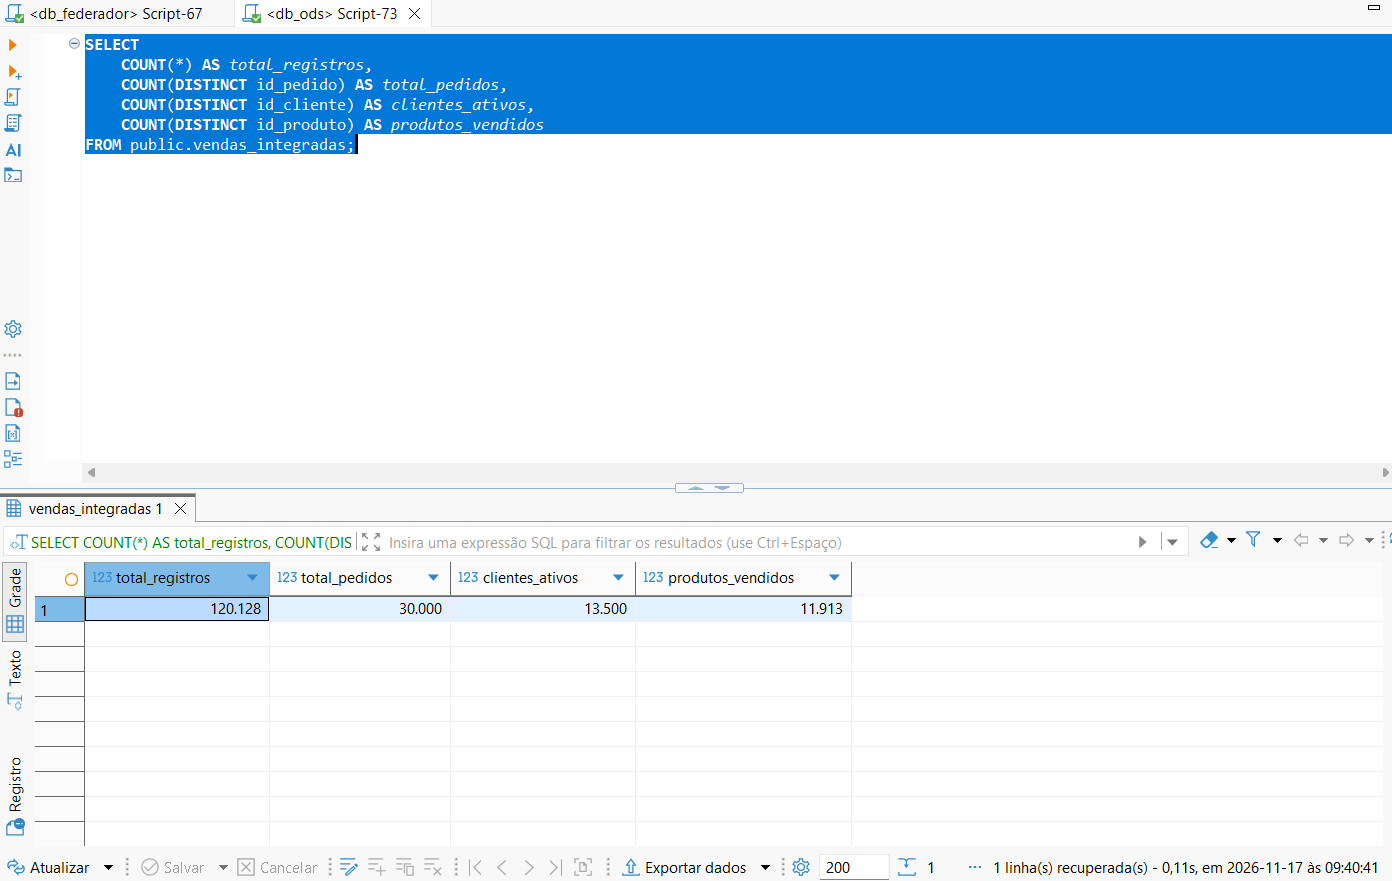 <db_federador> Script-67
<db_ods> Script-73
SELECT
COUNT(*) AS total_registros,
COUNT(DISTINCT id_pedido) AS total_pedidos,
COUNT(DISTINCT id_cliente) AS clientes_ativos,
COUNT(DISTINCT id_produto) AS produtos_vendidos
FROM public.vendas_integradas;
AI
vendas_integradas 1
SELECT COUNT(*) AS total_registros, COUNT(DIS
Insira uma expressão SQL para filtrar os resultados (use Ctrl+Espaço)
Grade
Texto
Registro
123 total_registros 123 total_pedidos 123 clientes_ativos 123 produtos_vendidos
1 120.128 30.000 13.500 11.913
Atualizar Salvar Cancelar Exportar dados 200 1 ··· 1 linha(s) recuperada(s) - 0,11s, em 2026-11-17 às 09:40:41